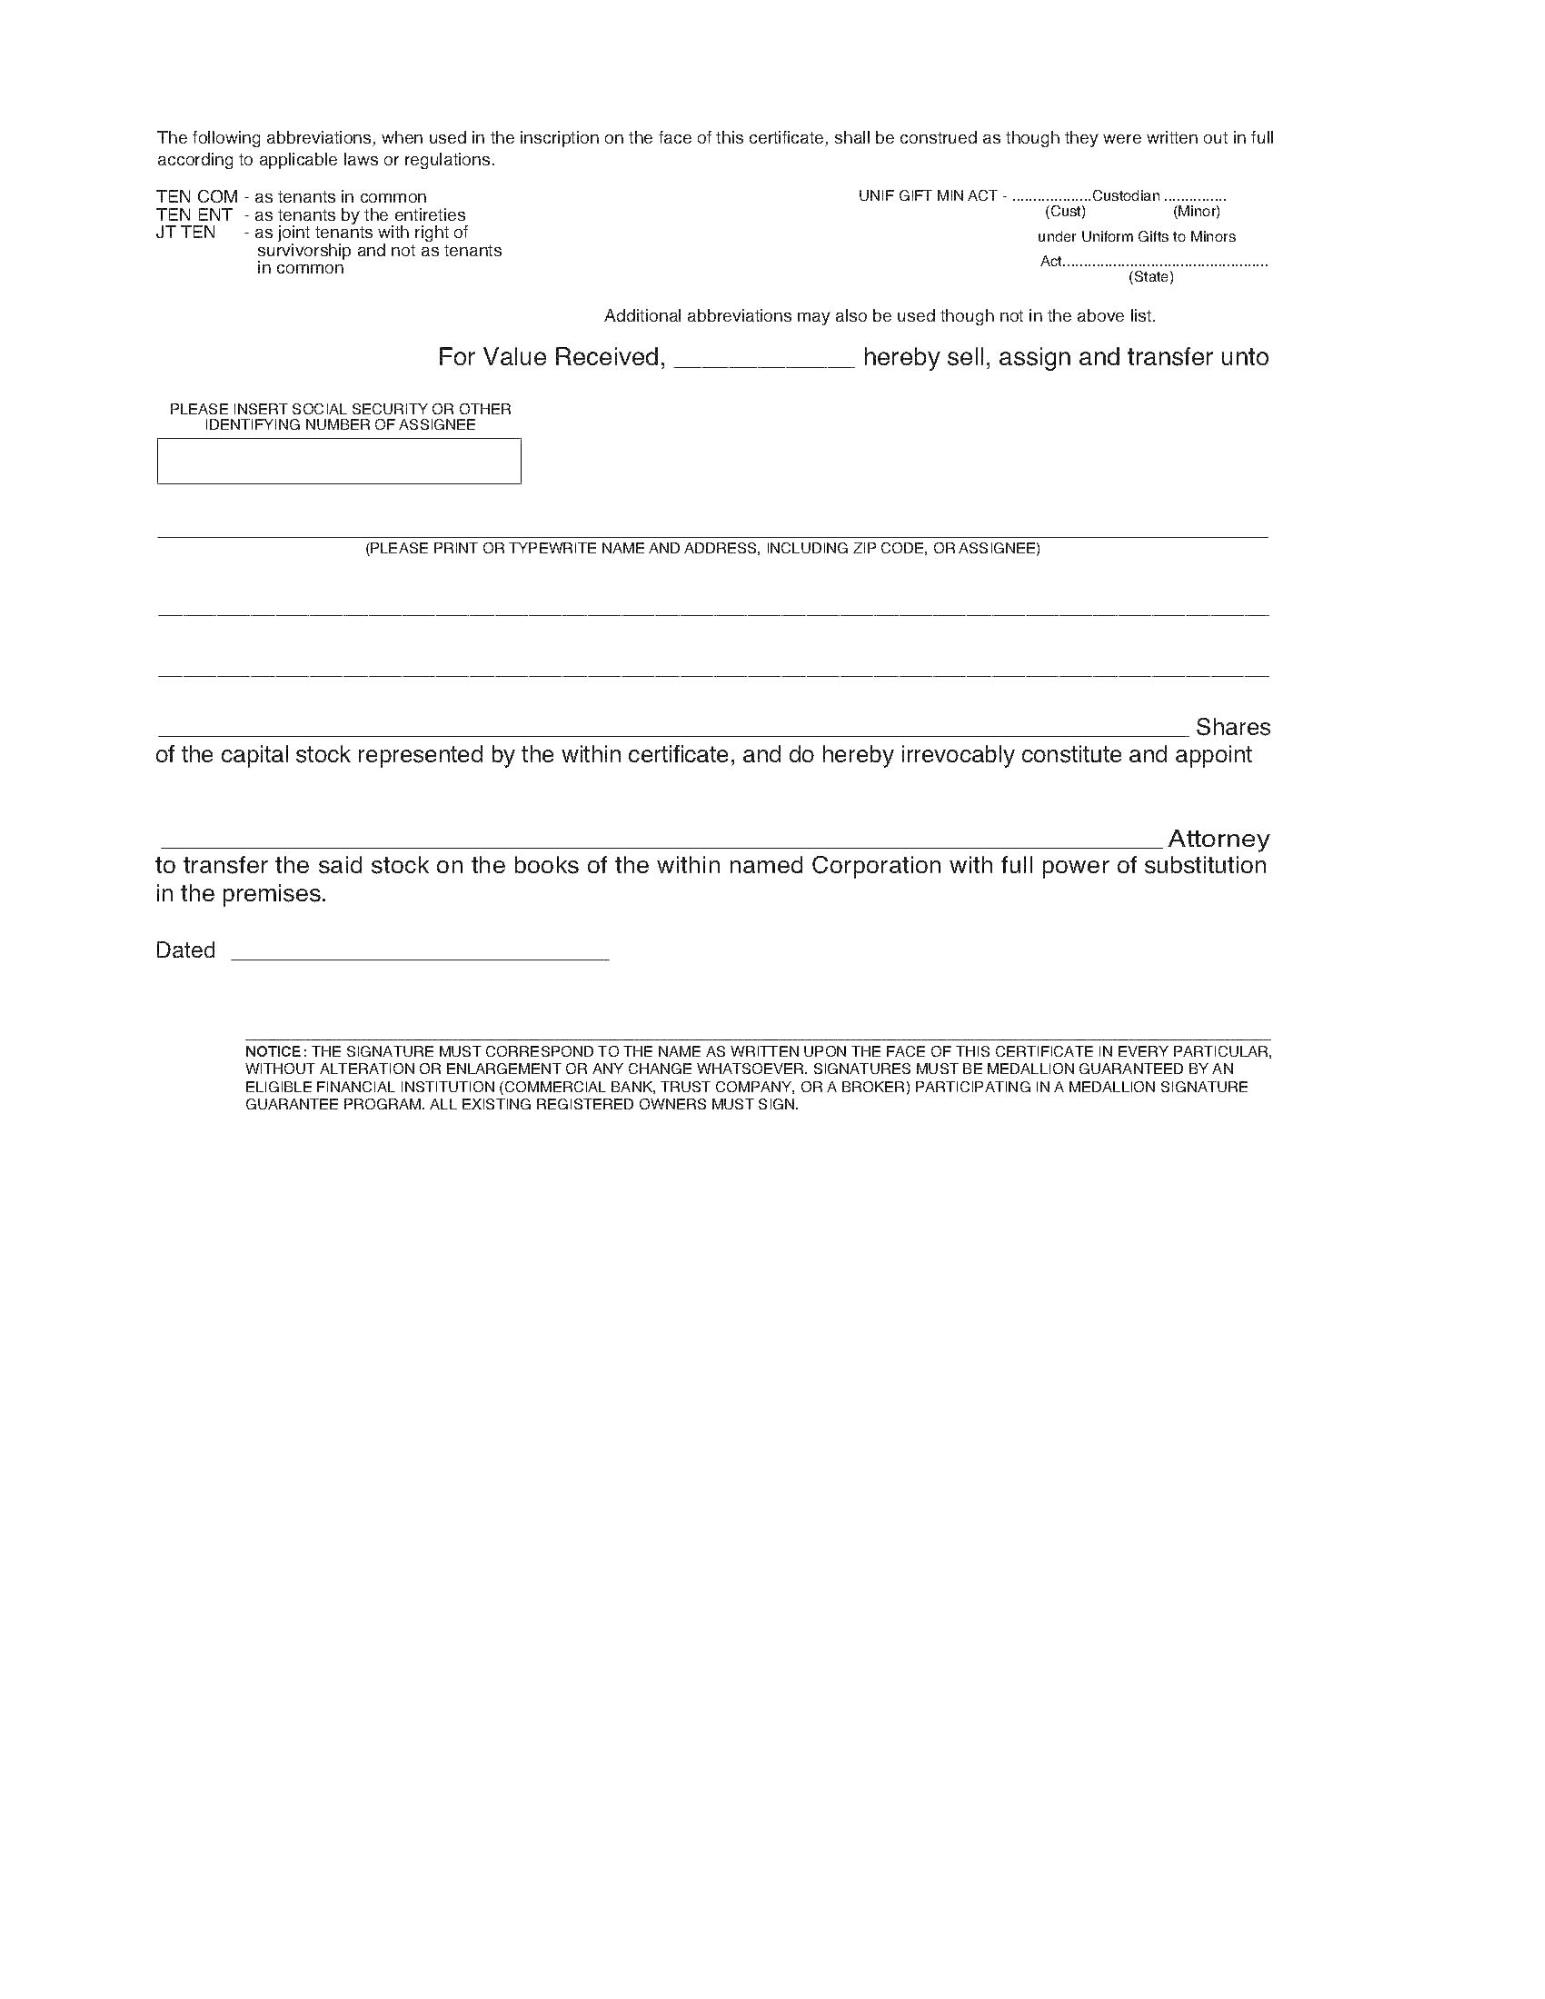 The following abbreviations, when used in the inscription on the face of this certificate, shall be construed as though they were written out in full
according to applicable laws or regulations.
TEN COM - as tenants in common
TEN ENT - as tenants by the entireties
JT TEN - as joint tenants with right of
survivorship and not as tenants
in common
UNIF GIFT MIN ACT - ...................Custodian ...............
(Cust) (Minor)
under Uniform Gifts to Minors
Act.................................................
(State)
Additional abbreviations may also be used though not in the above list.
For Value Received, ______________ hereby sell, assign and transfer unto
PLEASE INSERT SOCIAL SECURITY OR OTHER
IDENTIFYING NUMBER OF ASSIGNEE
(PLEASE PRINT OR TYPEWRITE NAME AND ADDRESS, INCLUDING ZIP CODE, OR ASSIGNEE)
Shares
of the capital stock represented by the within certificate, and do hereby irrevocably constitute and appoint
Attorney
to transfer the said stock on the books of the within named Corporation with full power of substitution
in the premises.
Dated
NOTICE: THE SIGNATURE MUST CORRESPOND TO THE NAME AS WRITTEN UPON THE FACE OF THIS CERTIFICATE IN EVERY PARTICULAR,
WITHOUT ALTERATION OR ENLARGEMENT OR ANY CHANGE WHATSOEVER. SIGNATURES MUST BE MEDALLION GUARANTEED BY AN
ELIGIBLE FINANCIAL INSTITUTION (COMMERCIAL BANK, TRUST COMPANY, OR A BROKER) PARTICIPATING IN A MEDALLION SIGNATURE
GUARANTEE PROGRAM. ALL EXISTING REGISTERED OWNERS MUST SIGN.